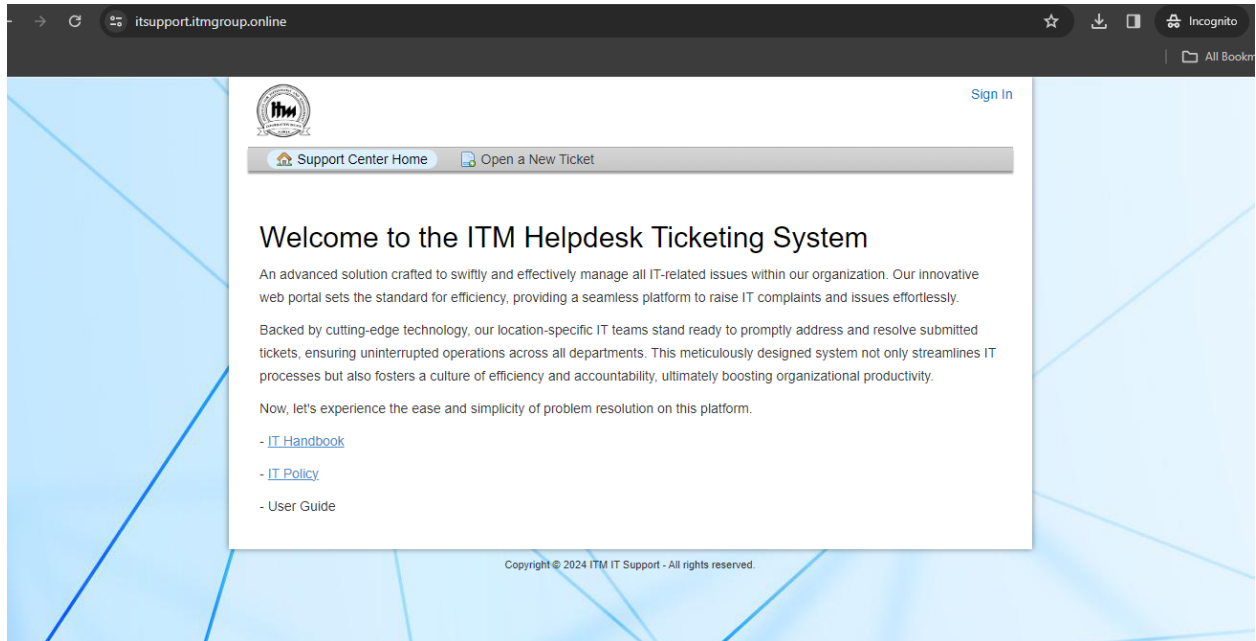 itsupport.itmgroup.online
Incognito
All Bookm
itm
Sign In
Support Center Home
Open a New Ticket
Welcome to the ITM Helpdesk Ticketing System
An advanced solution crafted to swiftly and effectively manage all IT-related issues within our organization. Our innovative
web portal sets the standard for efficiency, providing a seamless platform to raise IT complaints and issues effortlessly.
Backed by cutting-edge technology, our location-specific IT teams stand ready to promptly address and resolve submitted
tickets, ensuring uninterrupted operations across all departments. This meticulously designed system not only streamlines IT
processes but also fosters a culture of efficiency and accountability, ultimately boosting organizational productivity.
Now, let's experience the ease and simplicity of problem resolution on this platform.
- IT Handbook
- IT Policy
- User Guide
Copyright © 2024 ITM IT Support - All rights reserved.